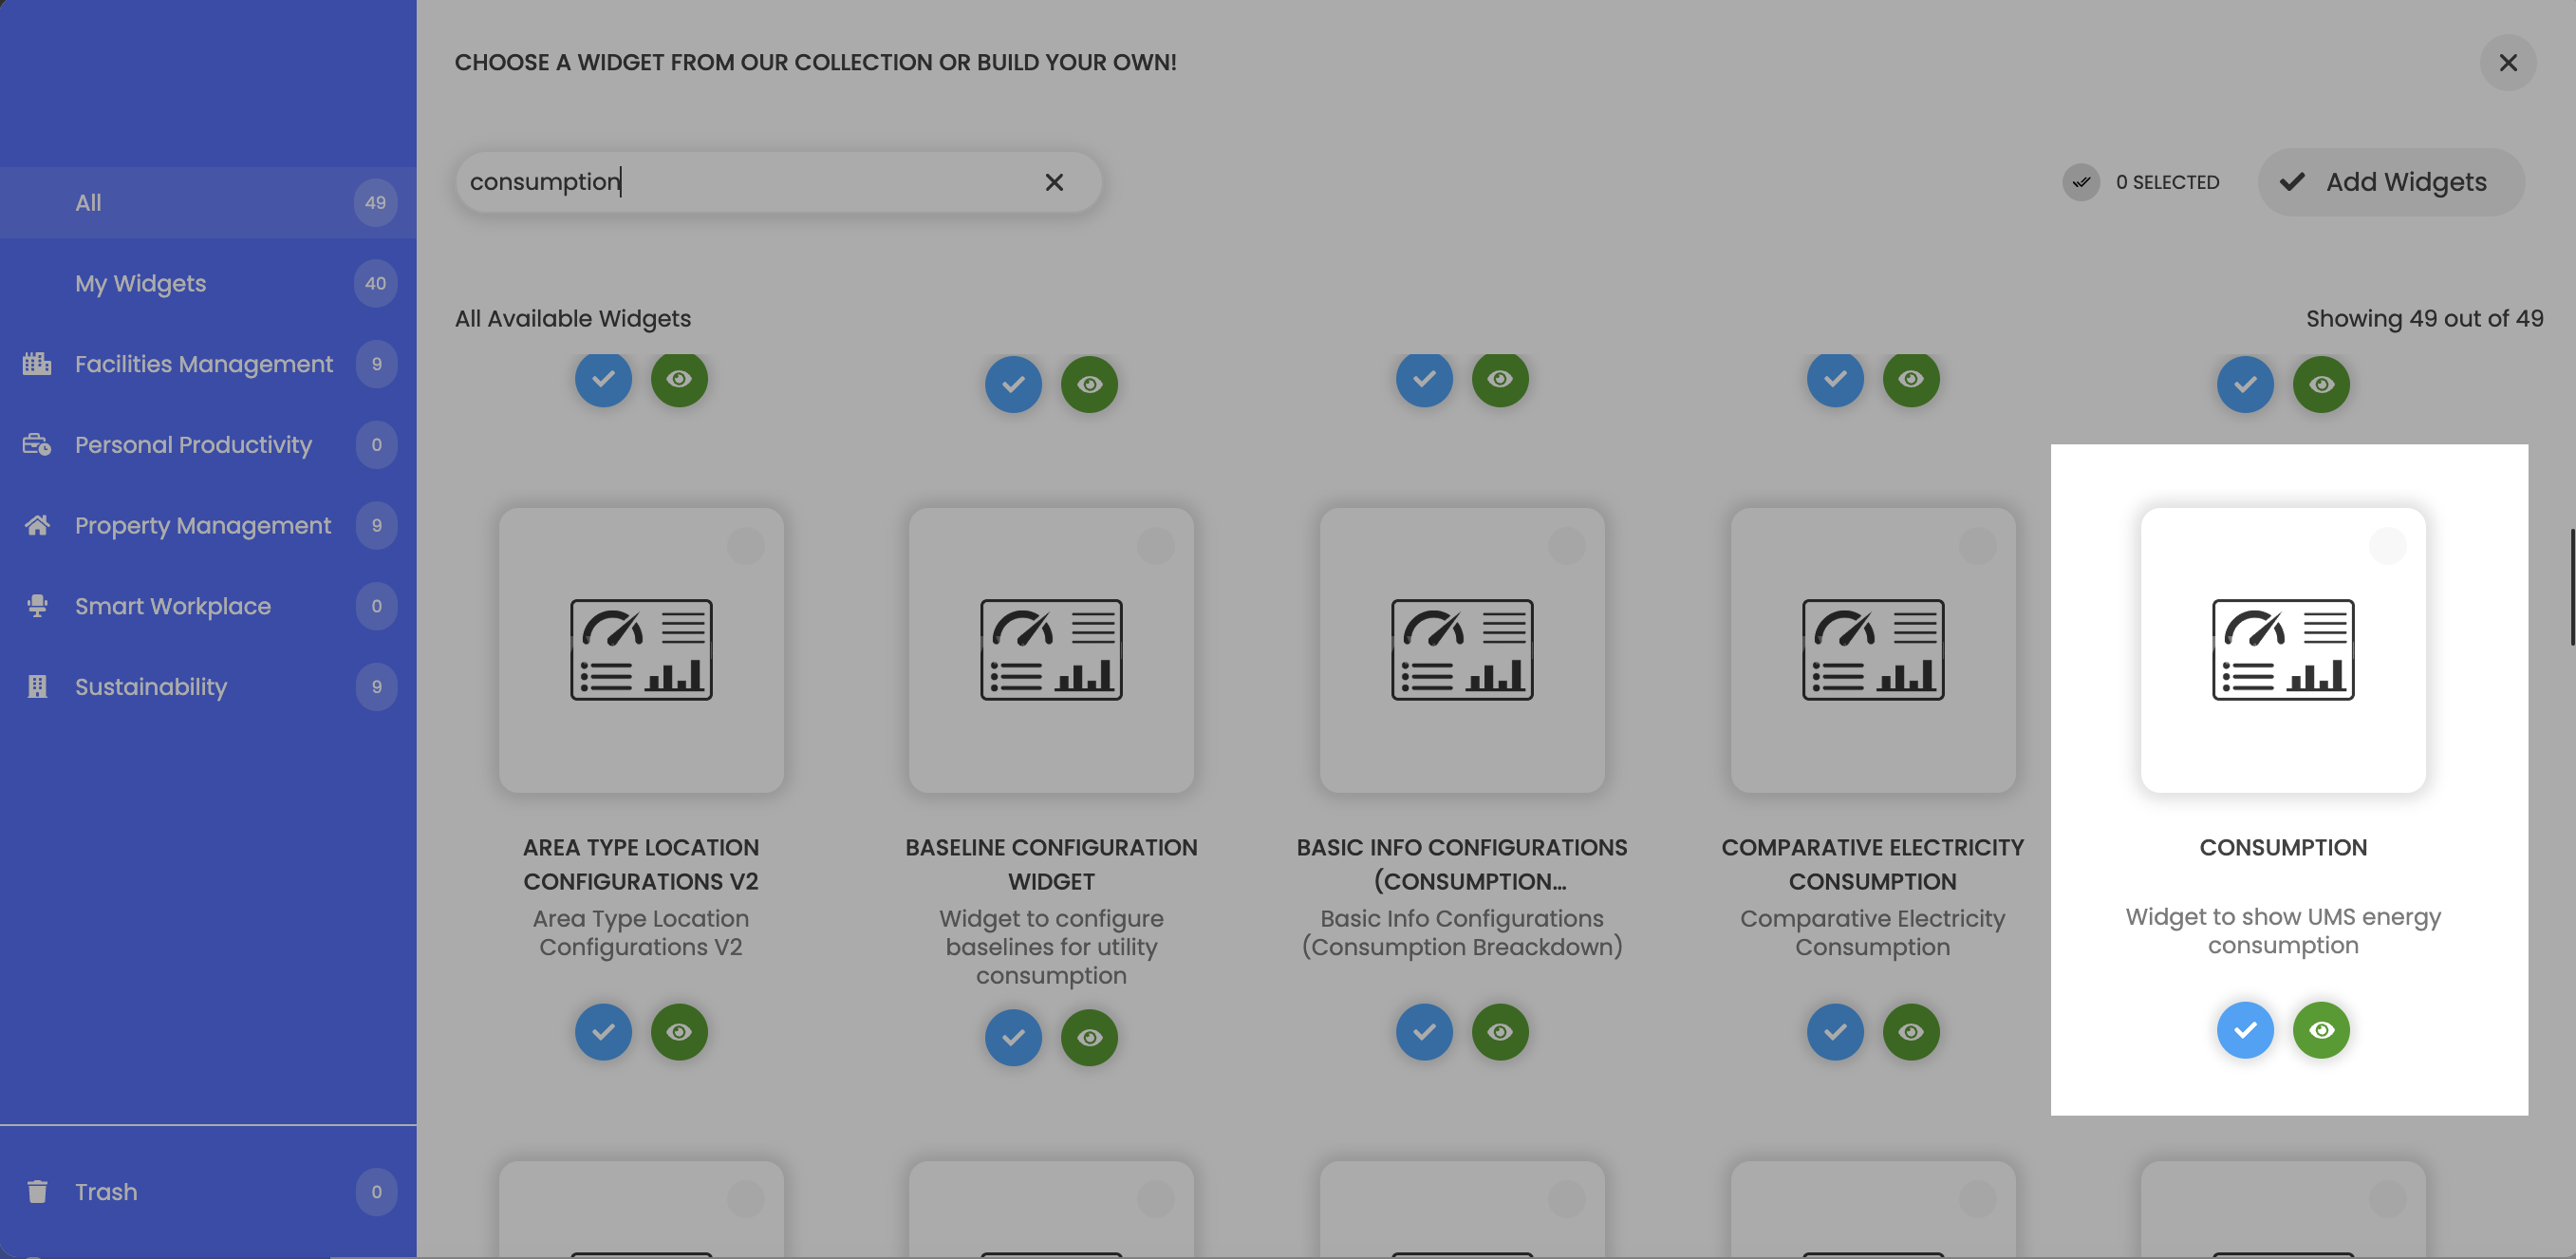 All
49
My Widgets
40
Facilities Management
9
Personal Productivity
0
Property Management
9
Smart Workplace
0
Sustainability
9
Trash
0
CHOOSE A WIDGET FROM OUR COLLECTION OR BUILD YOUR OWN!
consumption
0 SELECTED
Add Widgets
All Available Widgets
Showing 49 out of 49
AREA TYPE LOCATION
CONFIGURATIONS V2
Area Type Location
Configurations V2
BASELINE CONFIGURATION
WIDGET
Widget to configure
baselines for utility
consumption
BASIC INFO CONFIGURATIONS
(CONSUMPTION...
Basic Info Configurations
(Consumption Breackdown)
COMPARATIVE ELECTRICITY
CONSUMPTION
Comparative Electricity
Consumption
CONSUMPTION
Widget to show UMS energy
consumption